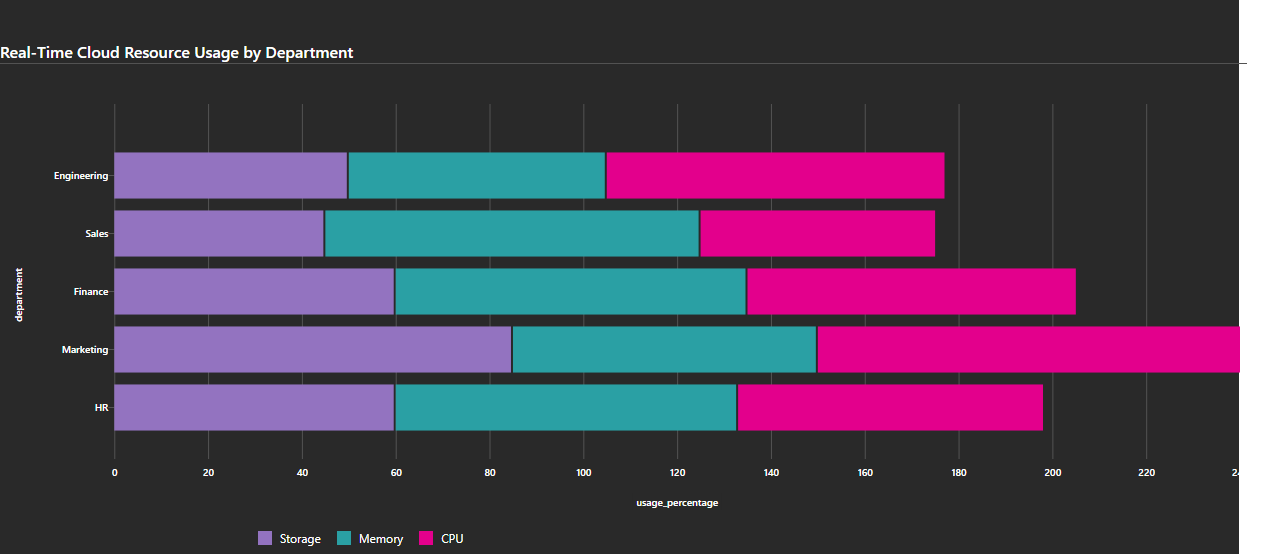 Real-Time Cloud Resource Usage by Department
Engineering
Sales
Finance
Marketing
HR
department
0 20 40 60 80 100 120 140 160 180 200 220
usage_percentage
Storage Memory CPU